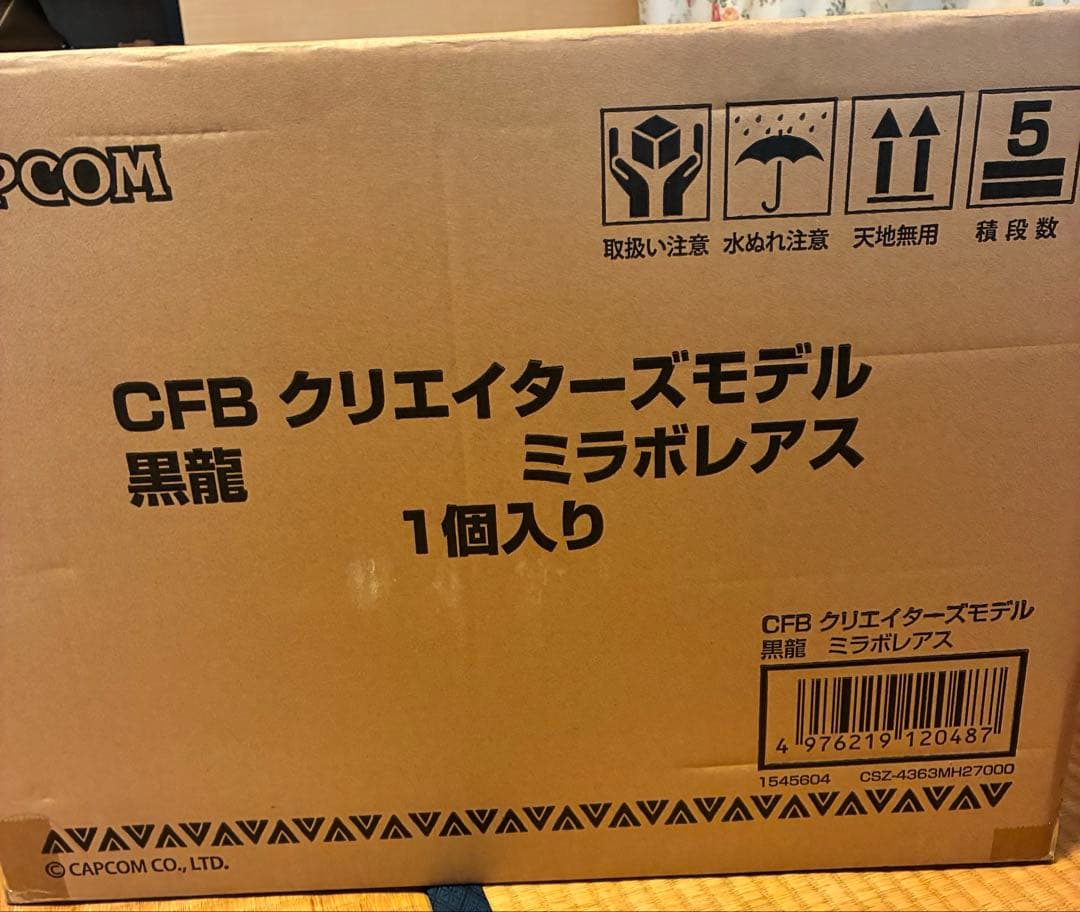 PCOM
5
取扱い注意 水ぬれ注意 天地無用 積段数
CFB クリエイターズモデル
黒龍 ミラボレアス
1個入り
CFB クリエイターズモデル
黒龍 ミラボレアス
4 976219 120487
1545604 CSZ-4363MH27000
© CAPCOM CO., LTD.